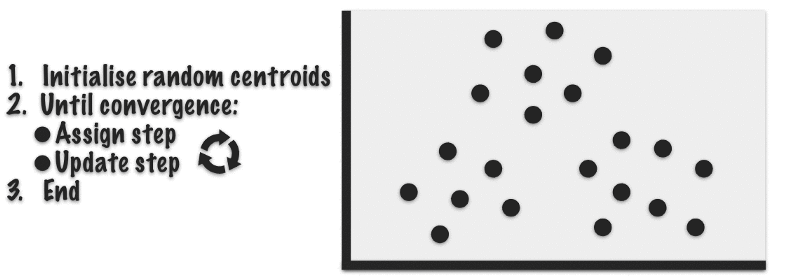 1. Initialise random centroids
2. Until convergence:
● Assign step
● Update step
3. End